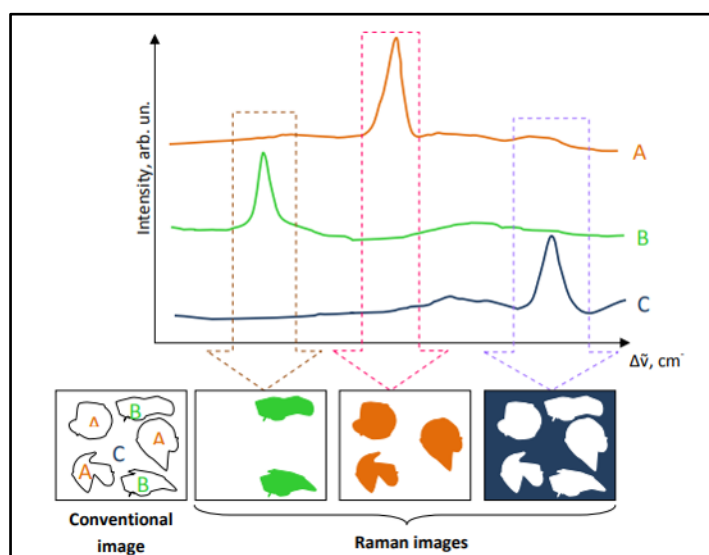 Intensity, arb. un.
A
B
C
Δṽ, cm⁻
A
B
A
C
A
B
Conventional
image
Raman images